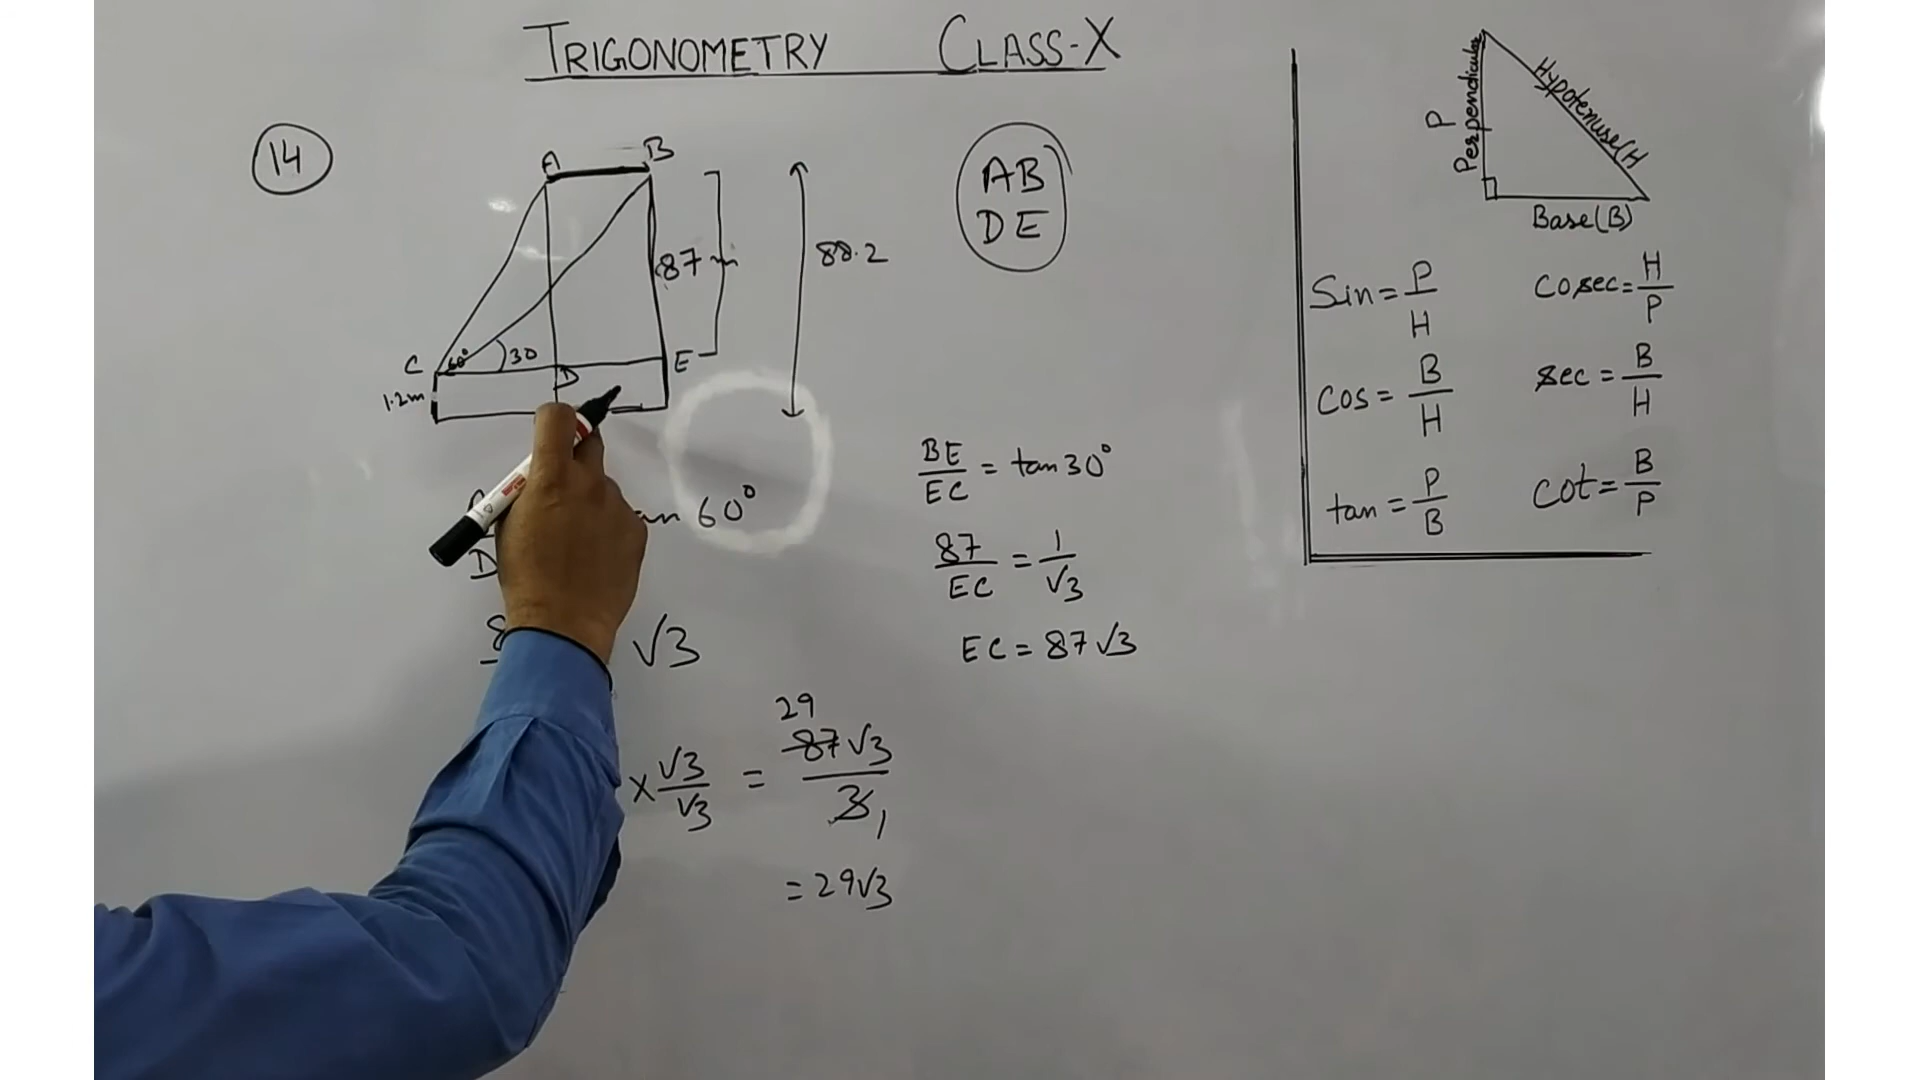 TRIGONOMETRY CLASS-X
14
A B
87 m
88.2
C 60° 30 D E
1.2m
AB
DE
60°
√3
× √3/√3 = 87√3/3
29
1
= 29√3
BE/EC = tan 30°
87/EC = 1/√3
EC = 87√3
P
Perpendicular
Hypotenuse(H
Base(B)
Sin = P/H
cosec = H/P
cos = B/H
sec = B/H
tan = P/B
cot = B/P